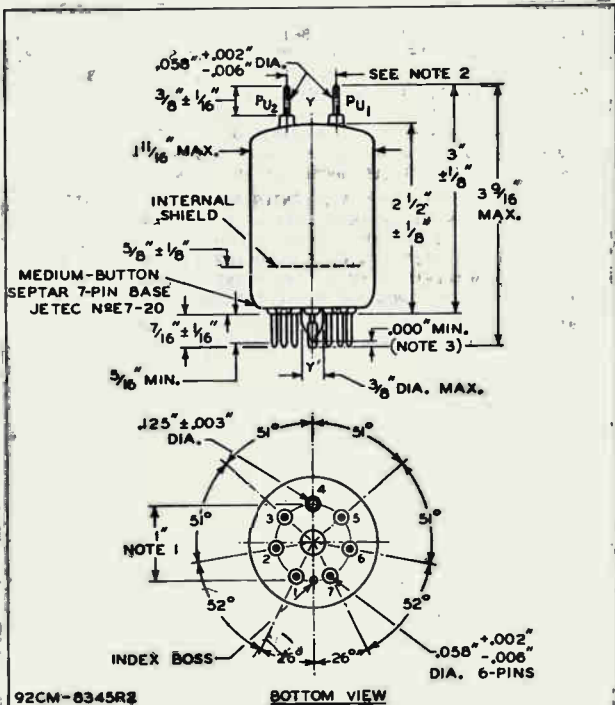 .058" +.002" -.006" DIA.
SEE NOTE 2
3/8" ± 1/16"
PU2
Y
PU1
1 11/16" MAX.
3" ± 1/8"
2 1/2" ± 1/8"
3 9/16" MAX.
INTERNAL
SHIELD
5/8" ± 1/8"
MEDIUM-BUTTON
SEPTAR 7-PIN BASE
JETEC NºE7-20
7/16" ± 1/16"
.000" MIN.
(NOTE 3)
5/16" MIN.
Y'
3/8" DIA. MAX.
.125" ±.003"
DIA.
51°
51°
4
3
5
51°
51°
1"
NOTE 1
2
6
1
7
52°
52°
INDEX BOSS
26°
26°
.058" +.002" -.006"
DIA. 6-PINS
92CM-8345R2
BOTTOM VIEW